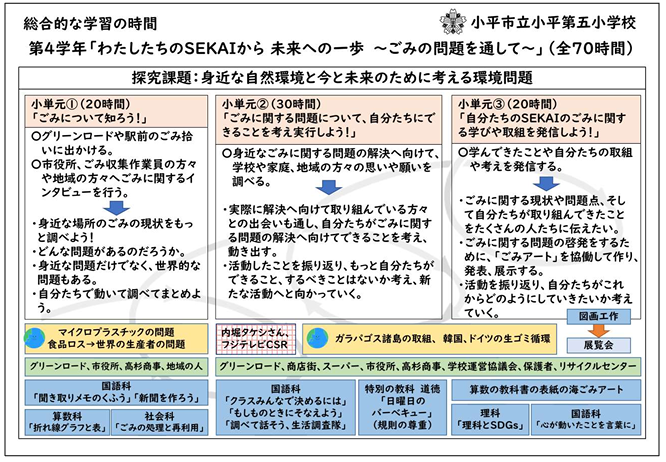 総合的な学習の時間
小平市立小平第五小学校
第4学年「わたしたちのSEKAIから 未来への一歩 ～ごみの問題を通して～」(全70時間)
探究課題:身近な自然環境と今と未来のために考える環境問題
小単元①(20時間)
「ごみについて知ろう!」
〇グリーンロードや駅前のごみ拾
いに出かける。
〇市役所、ごみ収集作業員の方々
や地域の方々へごみに関するイ
ンタビューを行う。
・身近な場所のごみの現状をもっ
と調べよう!
・どんな問題があるのだろうか。
・身近な問題だけでなく、世界的な
問題もある。
・自分たちで動いて調べてまとめよ
う。
小単元②(30時間)
「ごみに関する問題について、自分たちに
できることを考え実行しよう!」
〇身近なごみに関する問題の解決へ向けて、
学校や家庭、地域の方々の思いや願いを
調べる。
・実際に解決へ向けて取り組んでいる方々
との出会いも通し、自分たちがごみに関す
る問題の解決へ向けてできることを考え、
動き出す。
・活動したことを振り返り、もっと自分たちが
できること、するべきことはないか考え、新
たな活動へと向かっていく。
小単元③(20時間)
「自分たちのSEKAIのごみに関する
学びや取組を発信しよう!」
〇学んできたことや自分たちの取組
や考えを発信する。
・ごみに関する現状や問題点、そし
て自分たちが取り組んできたこと
をたくさんの人たちに伝えたい。
・ごみに関する問題の啓発をするた
めに、「ごみアート」を協働して作り、
発表、展示する。
・活動を振り返り、自分たちがこれ
からどのようにしていきたいか考え
ていく。
図画工作
展覧会
マイクロプラスチックの問題
食品ロス→世界の生産者の問題
内堀タケシさん、
フジテレビCSR
ガラパゴス諸島の取組、韓国、ドイツの生ゴミ循環
グリーンロード、市役所、高杉商事、地域の人
グリーンロード、商店街、スーパー、市役所、高杉商事、学校運営協議会、保護者、リサイクルセンター
国語科
「聞き取りメモのくふう」「新聞を作ろう」
算数科
「折れ線グラフと表」
社会科
「ごみの処理と再利用」
国語科
「クラスみんなで決めるには」
「もしものときにそなえよう」
「調べて話そう、生活調査隊」
特別の教科 道徳
「日曜日の
バーベキュー」
(規則の尊重)
算数の教科書の表紙の海ごみアート
理科
「理科とSDGs」
国語科
「心が動いたことを言葉に」